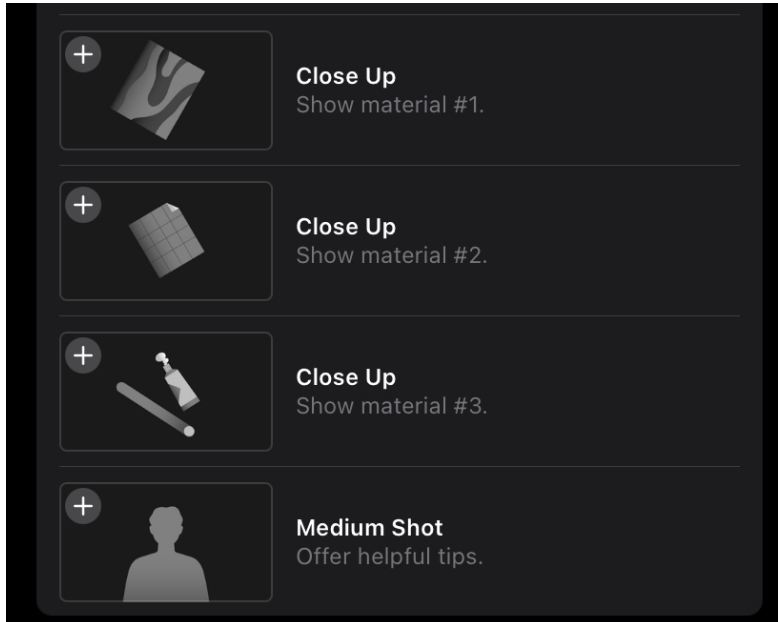 Close Up
Show material #1.
Close Up
Show material #2.
Close Up
Show material #3.
Medium Shot
Offer helpful tips.